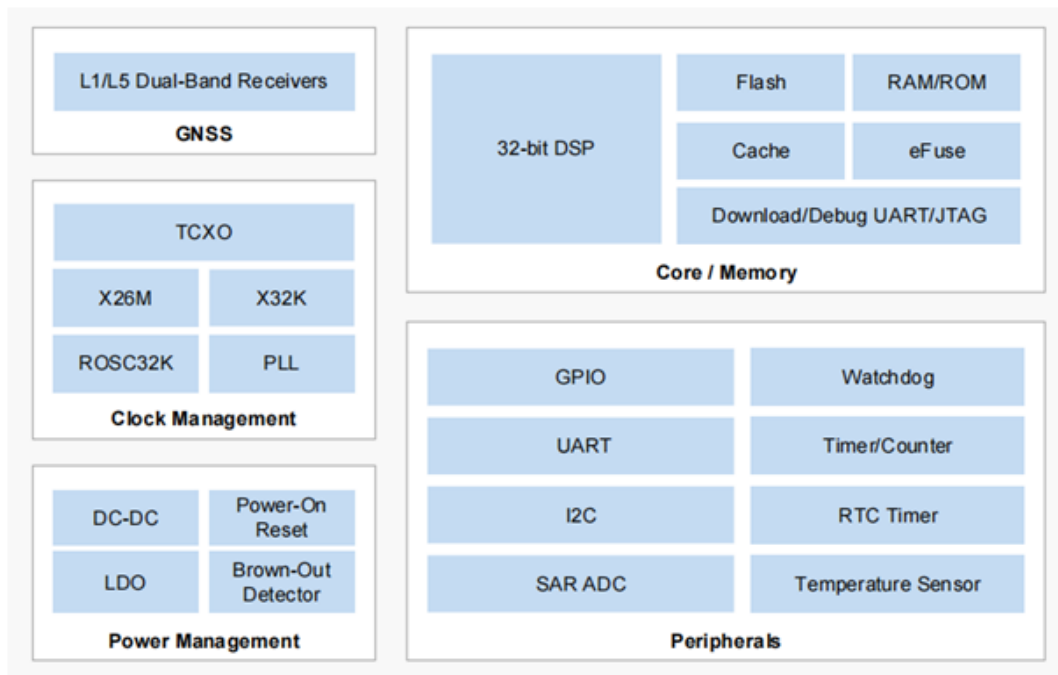 L1/L5 Dual-Band Receivers
GNSS
TCXO
X26M
X32K
ROSC32K
PLL
Clock Management
DC-DC
Power-On
Reset
LDO
Brown-Out
Detector
Power Management
32-bit DSP
Flash
RAM/ROM
Cache
eFuse
Download/Debug UART/JTAG
Core / Memory
GPIO
Watchdog
UART
Timer/Counter
I2C
RTC Timer
SAR ADC
Temperature Sensor
Peripherals